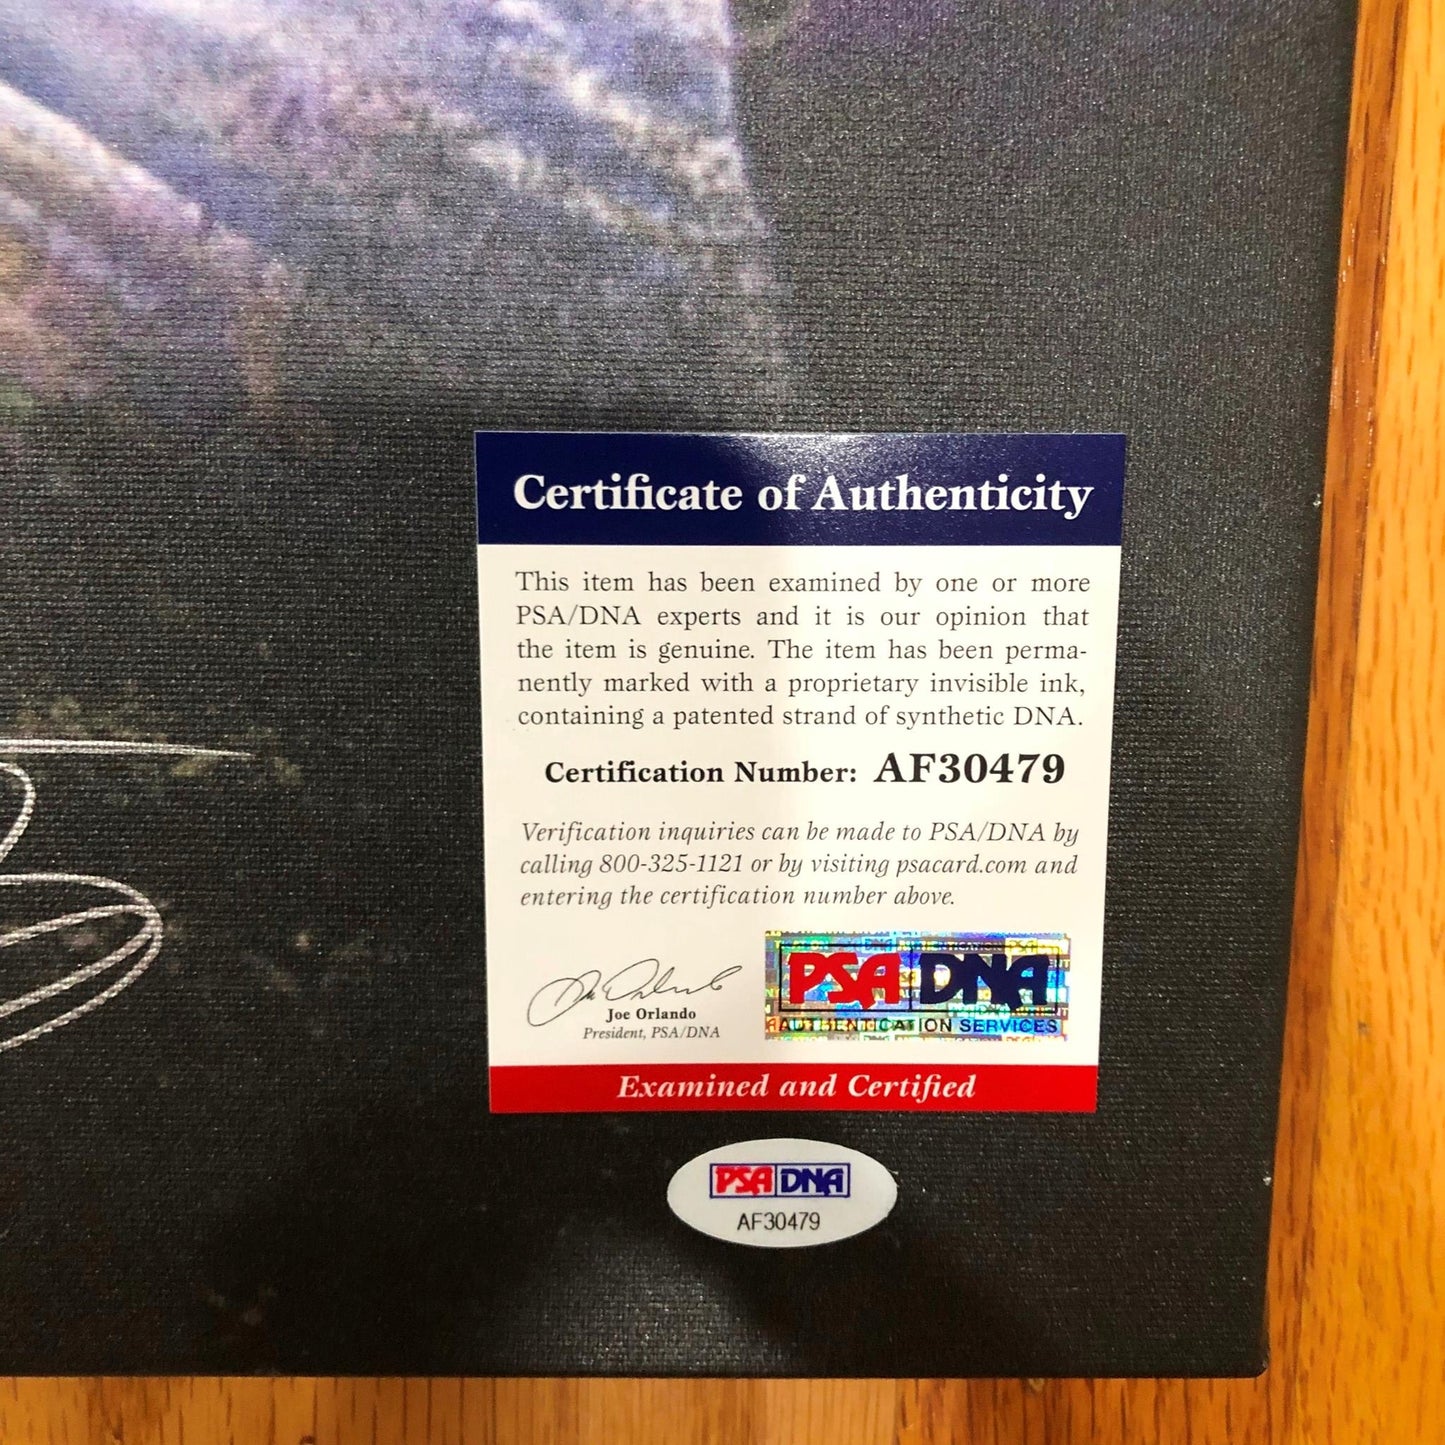 Certificate of Authenticity
This item has been examined by one or more
PSA/DNA experts and it is our opinion that
the item is genuine. The item has been perma-
nently marked with a proprietary invisible ink,
containing a patented strand of synthetic DNA.
Certification Number: AF30479
Verification inquiries can be made to PSA/DNA by
calling 800-325-1121 or by visiting psacard.com and
entering the certification number above.
Joe Orlando
President, PSA/DNA
PSA DNA
AUTHENTICATION SERVICES
Examined and Certified
PSA DNA
AF30479